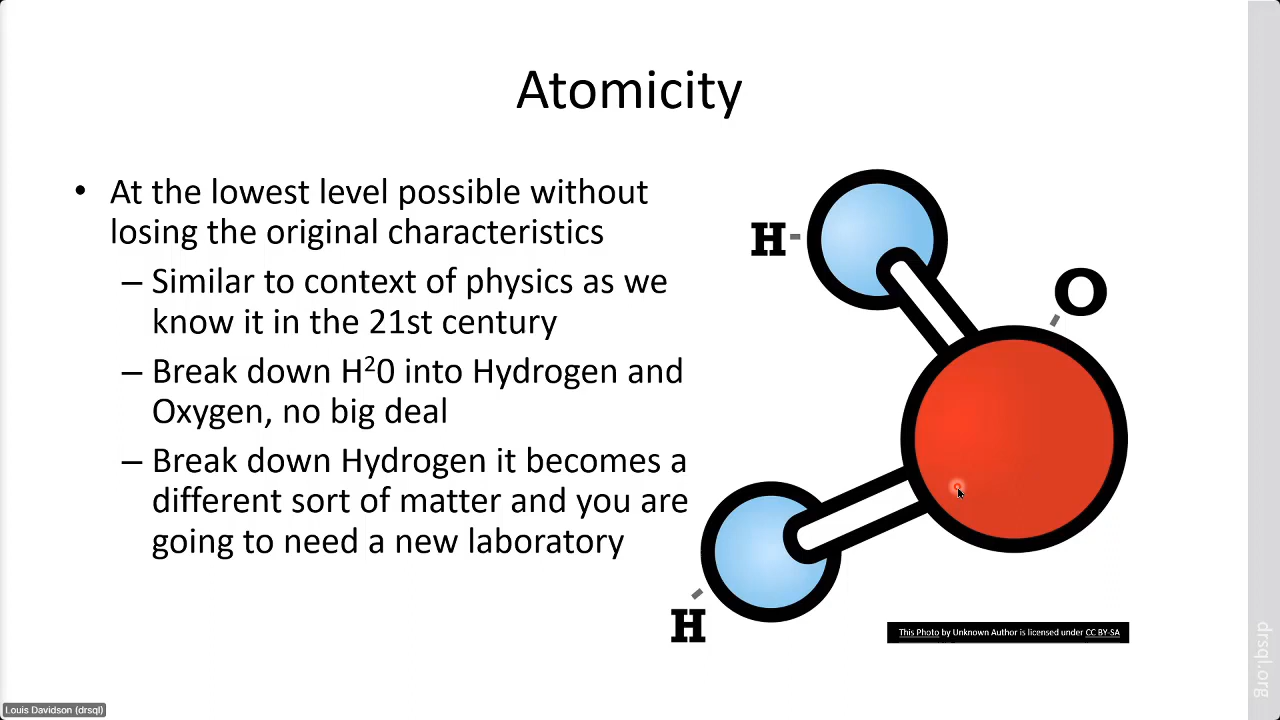 Atomicity
• At the lowest level possible without
losing the original characteristics
– Similar to context of physics as we
know it in the 21st century
– Break down H²0 into Hydrogen and
Oxygen, no big deal
– Break down Hydrogen it becomes a
different sort of matter and you are
going to need a new laboratory
H
O
H
This Photo by Unknown Author is licensed under CC BY-SA
drsql.org
Louis Davidson (drsql)